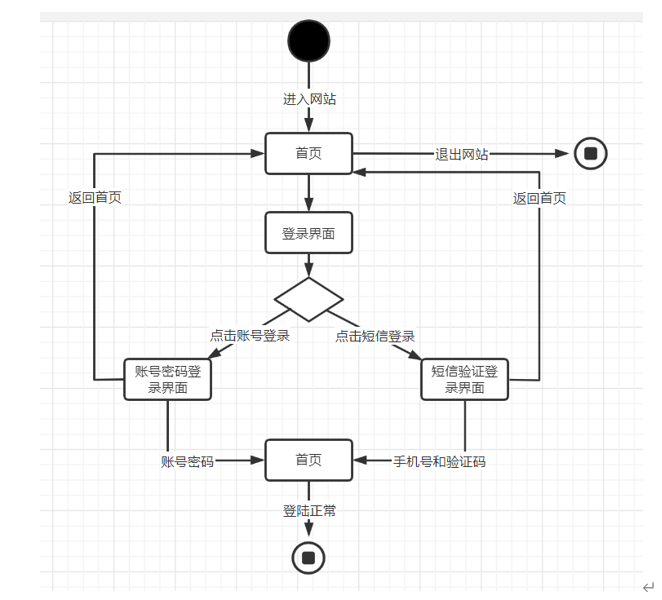 进入网站
首页
退出网站
返回首页
返回首页
登录界面
点击账号登录
点击短信登录
账号密码登
录界面
短信验证登
录界面
账号密码
首页
手机号和验证码
登陆正常